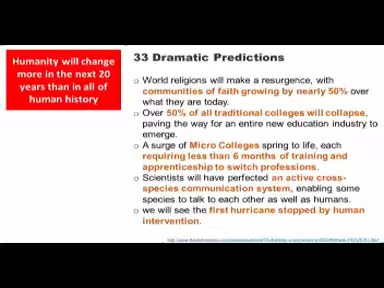 Humanity will change
more in the next 20
years than in all of
human history
33 Dramatic Predictions
World religions will make a resurgence, with
communities of faith growing by nearly 50% over
what they are today.
Over 50% of all traditional colleges will collapse,
paving the way for an entire new education industry to
emerge.
A surge of Micro Colleges spring to life, each
requiring less than 6 months of training and
apprenticeship to switch professions.
Scientists will have perfected an active cross-
species communication system, enabling some
species to talk to each other as well as humans.
we will see the first hurricane stopped by human
intervention.